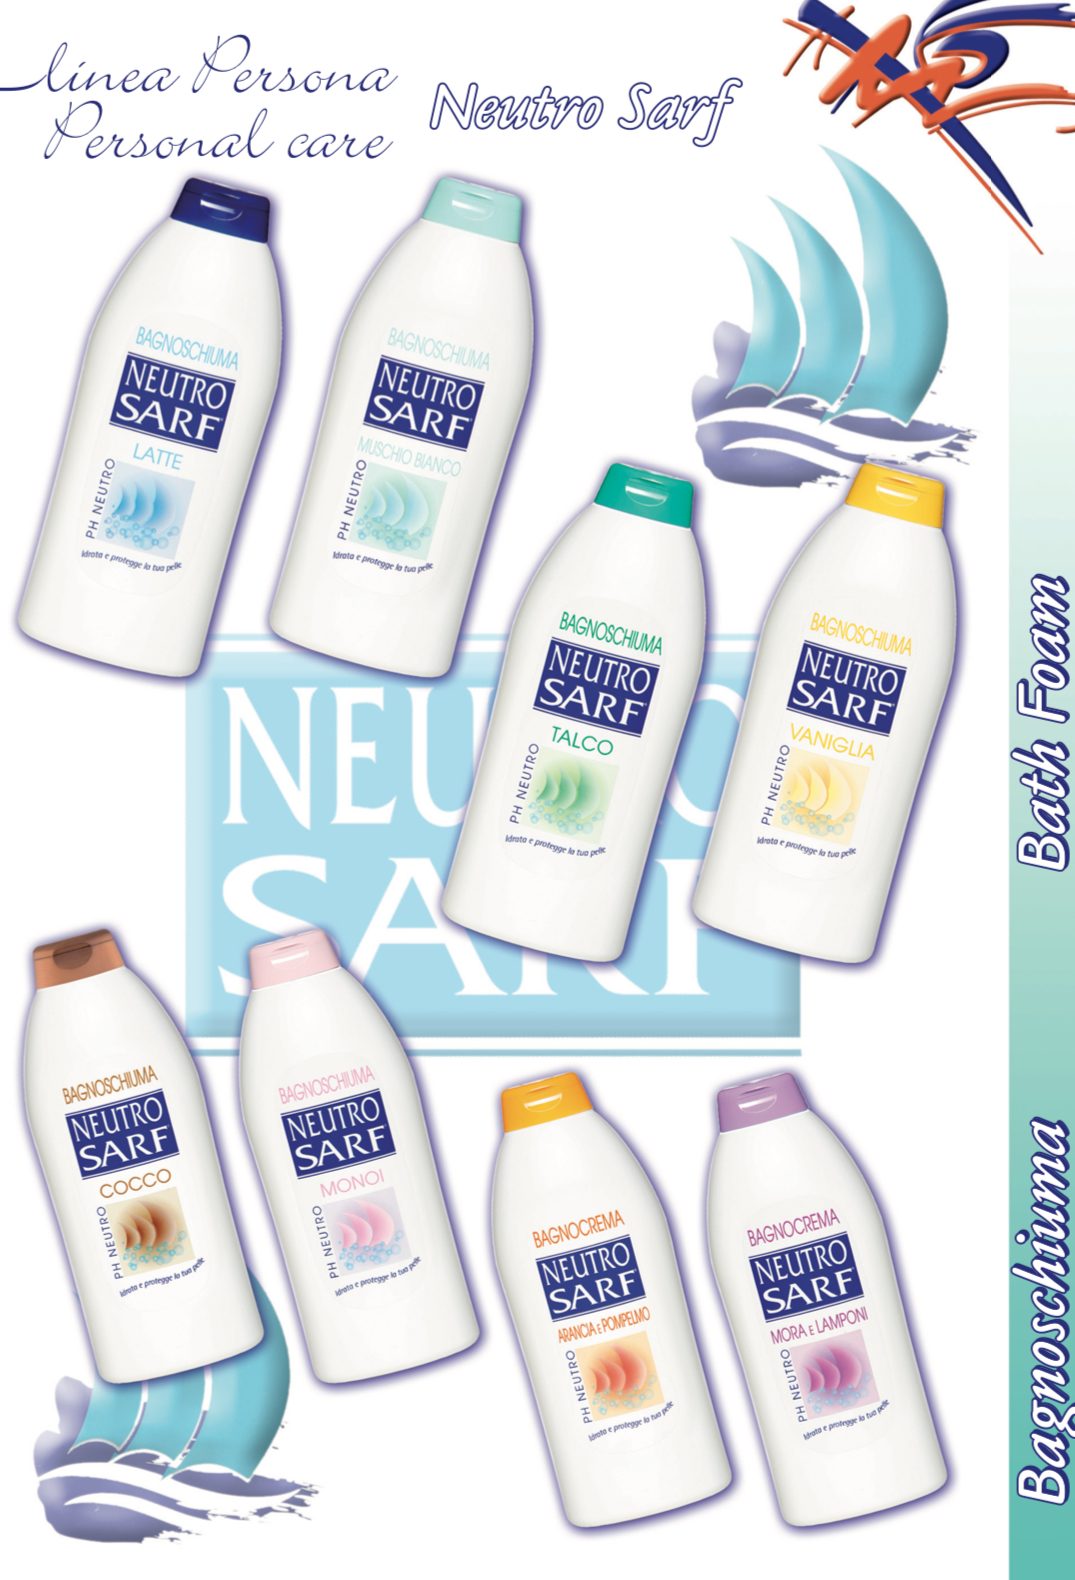 linea Persona
Personal care
Neutro Sarf
BAGNOSCHIUMA
NEUTRO
SARF
LATTE
PH NEUTRO
Idrata e protegge la tua pelle
BAGNOSCHIUMA
NEUTRO
SARF
MUSCHIO BIANCO
PH NEUTRO
Idrata e protegge la tua pelle
BAGNOSCHIUMA
NEUTRO
SARF
TALCO
PH NEUTRO
Idrata e protegge la tua pelle
BAGNOSCHIUMA
NEUTRO
SARF
VANIGLIA
PH NEUTRO
Idrata e protegge la tua pelle
NEUTRO
SARF
BAGNOSCHIUMA
NEUTRO
SARF
COCCO
PH NEUTRO
Idrata e protegge la tua pelle
BAGNOSCHIUMA
NEUTRO
SARF
MONOI
PH NEUTRO
Idrata e protegge la tua pelle
BAGNOCREMA
NEUTRO
SARF
ARANCIA E POMPELMO
PH NEUTRO
Idrata e protegge la tua pelle
BAGNOCREMA
NEUTRO
SARF
MORA E LAMPONI
PH NEUTRO
Idrata e protegge la tua pelle
Bath Foam
Bagnoschiuma